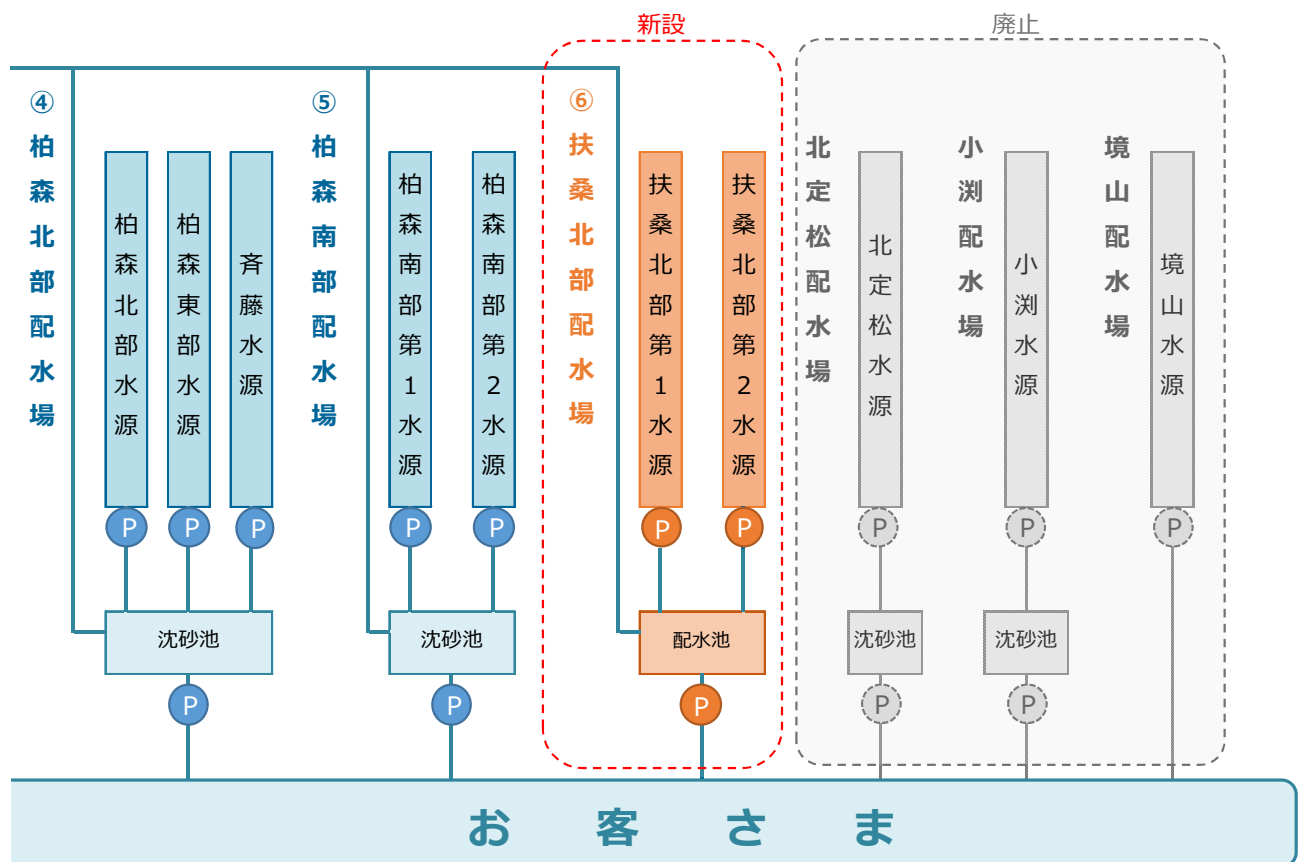 新設
廃止
④柏森北部配水場
柏森北部水源
柏森東部水源
斉藤水源
P
P
P
沈砂池
P
⑤柏森南部配水場
柏森南部第1水源
柏森南部第2水源
P
P
沈砂池
P
⑥扶桑北部配水場
扶桑北部第1水源
扶桑北部第2水源
P
P
配水池
P
北定松配水場
北定松水源
P
沈砂池
P
小渕配水場
小渕水源
P
沈砂池
P
境山配水場
境山水源
P
お客さま